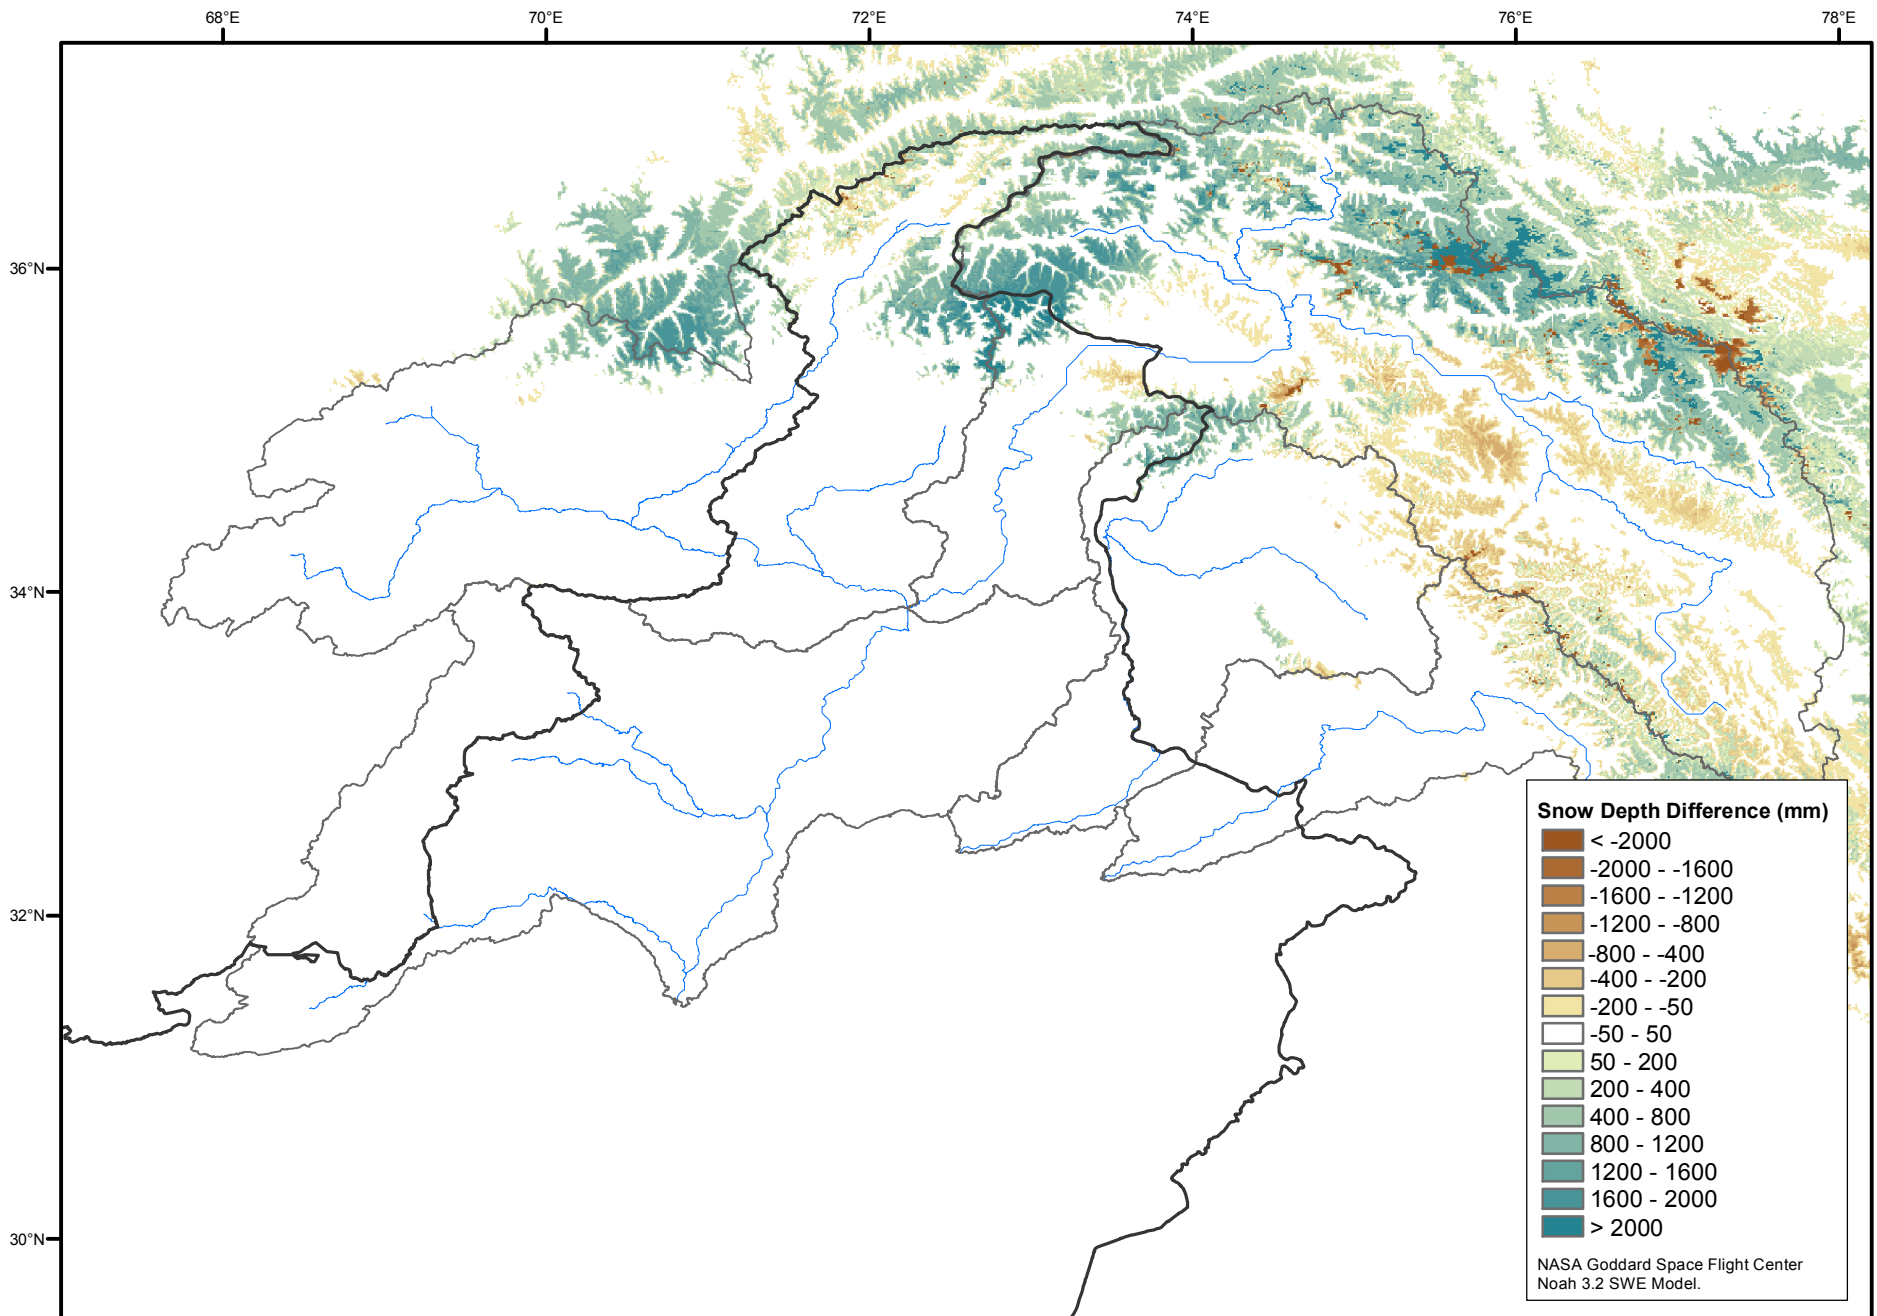 68°E 70°E 72°E 74°E 76°E 78°E
36°N
34°N
32°N
30°N
Snow Depth Difference (mm)
< -2000
-2000 - -1600
-1600 - -1200
-1200 - -800
-800 - -400
-400 - -200
-200 - -50
-50 - 50
50 - 200
200 - 400
400 - 800
800 - 1200
1200 - 1600
1600 - 2000
> 2000
NASA Goddard Space Flight Center
Noah 3.2 SWE Model.